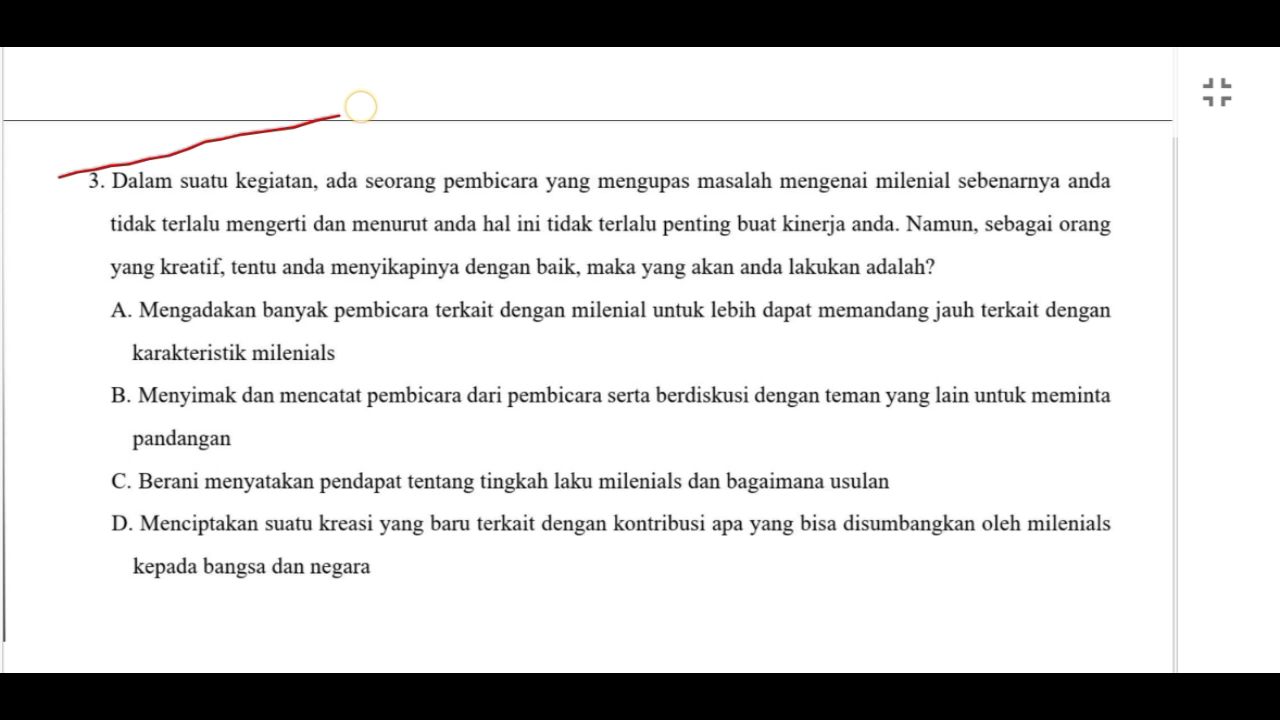 3. Dalam suatu kegiatan, ada seorang pembicara yang mengupas masalah mengenai milenial sebenarnya anda
tidak terlalu mengerti dan menurut anda hal ini tidak terlalu penting buat kinerja anda. Namun, sebagai orang
yang kreatif, tentu anda menyikapinya dengan baik, maka yang akan anda lakukan adalah?
A. Mengadakan banyak pembicara terkait dengan milenial untuk lebih dapat memandang jauh terkait dengan
karakteristik milenials
B. Menyimak dan mencatat pembicara dari pembicara serta berdiskusi dengan teman yang lain untuk meminta
pandangan
C. Berani menyatakan pendapat tentang tingkah laku milenials dan bagaimana usulan
D. Menciptakan suatu kreasi yang baru terkait dengan kontribusi apa yang bisa disumbangkan oleh milenials
kepada bangsa dan negara